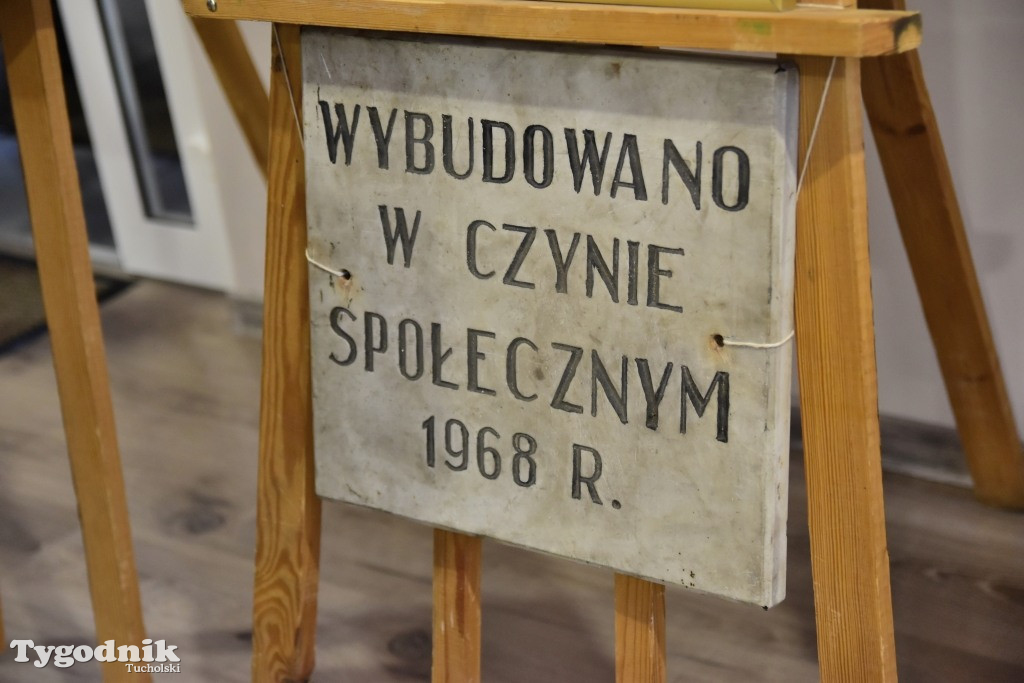 WYBUDOWANO
W CZYNIE
SPOŁECZNYM
1968 R.
Tygodnik
Tucholski